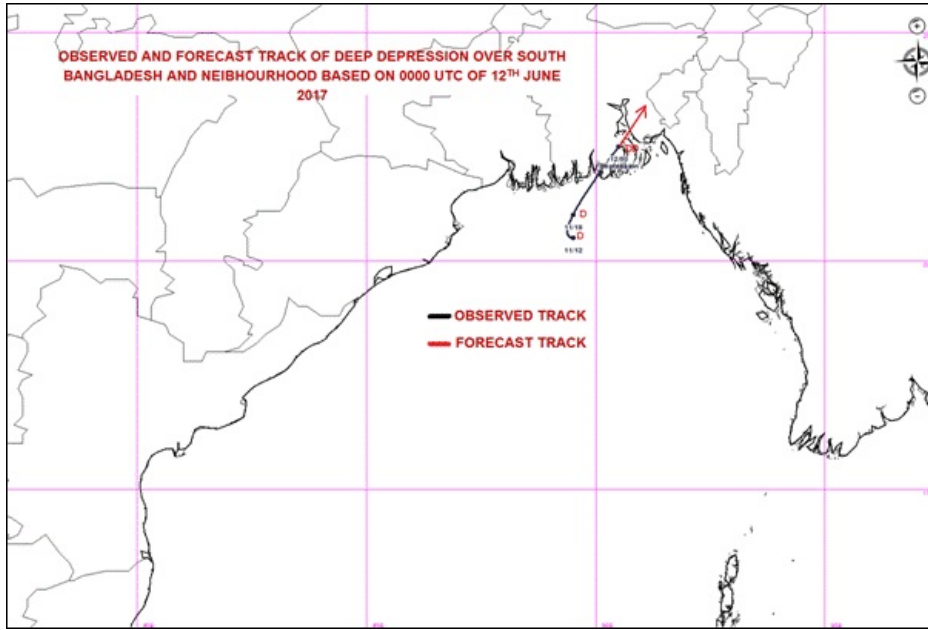 OBSERVED AND FORECAST TRACK OF DEEP DEPRESSION OVER SOUTH
BANGLADESH AND NEIBHOURHOOD BASED ON 0000 UTC OF 12TH JUNE
2017
D
11/18
D
11/12
OBSERVED TRACK
FORECAST TRACK